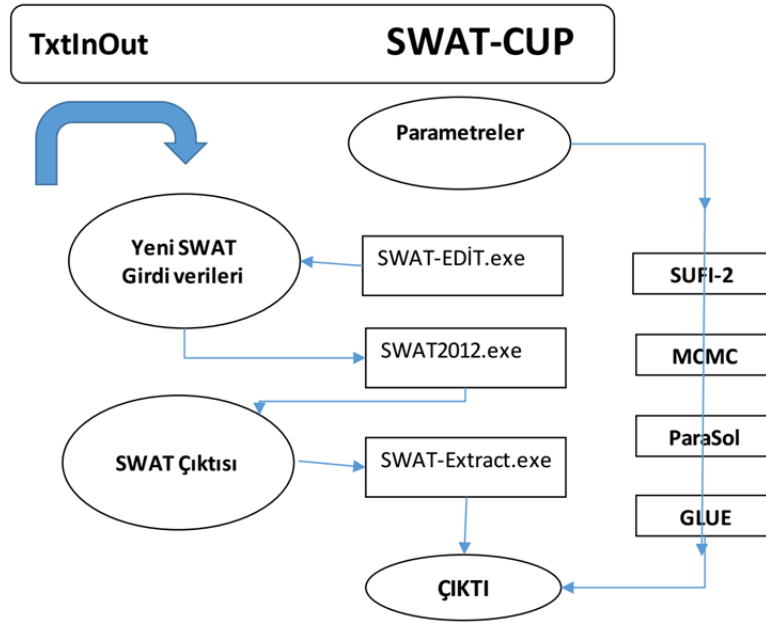 TxtInOut SWAT-CUP
Parametreler
Yeni SWAT
Girdi verileri
SWAT-EDİT.exe
SUFI-2
SWAT2012.exe
MCMC
SWAT Çıktısı
SWAT-Extract.exe
ParaSol
GLUE
ÇIKTI